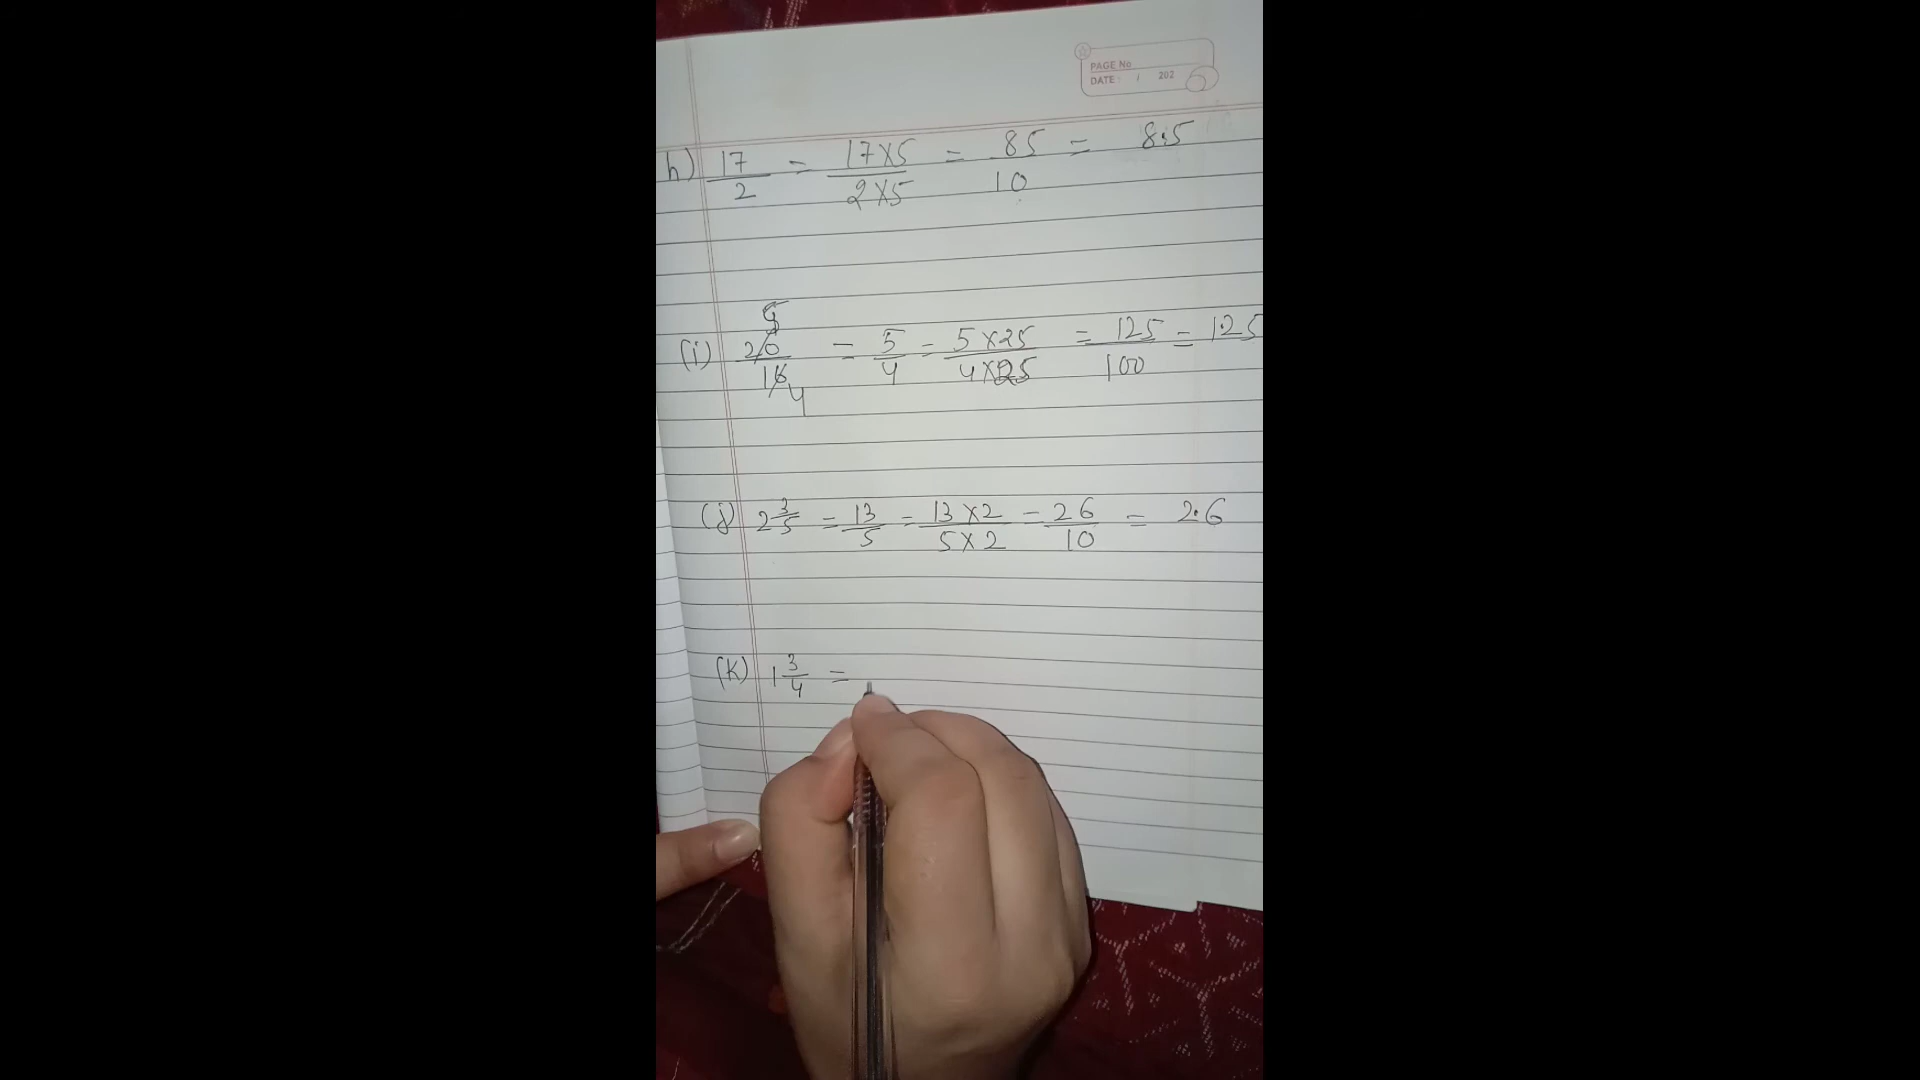 PAGE No
DATE : / 202
h) 17/2 = 17×5/2×5 = 85/10 = 8.5
(i) 20/16 5/4 = 5/4 = 5×25/4×25 = 125/100 = 1.25
(j) 2 3/5 = 13/5 = 13×2/5×2 = 26/10 = 2.6
(K) 1 3/4 =